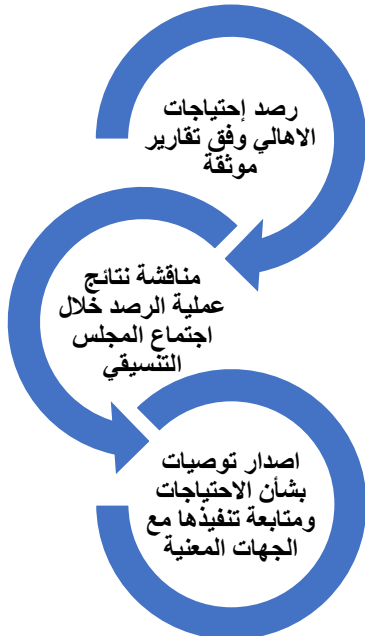 رصد إحتياجات
الاهالي وفق تقارير
موثقة
مناقشة نتائج
عملية الرصد خلال
اجتماع المجلس
التنسيقي
اصدار توصيات
بشأن الاحتياجات
ومتابعة تنفيذها مع
الجهات المعنية